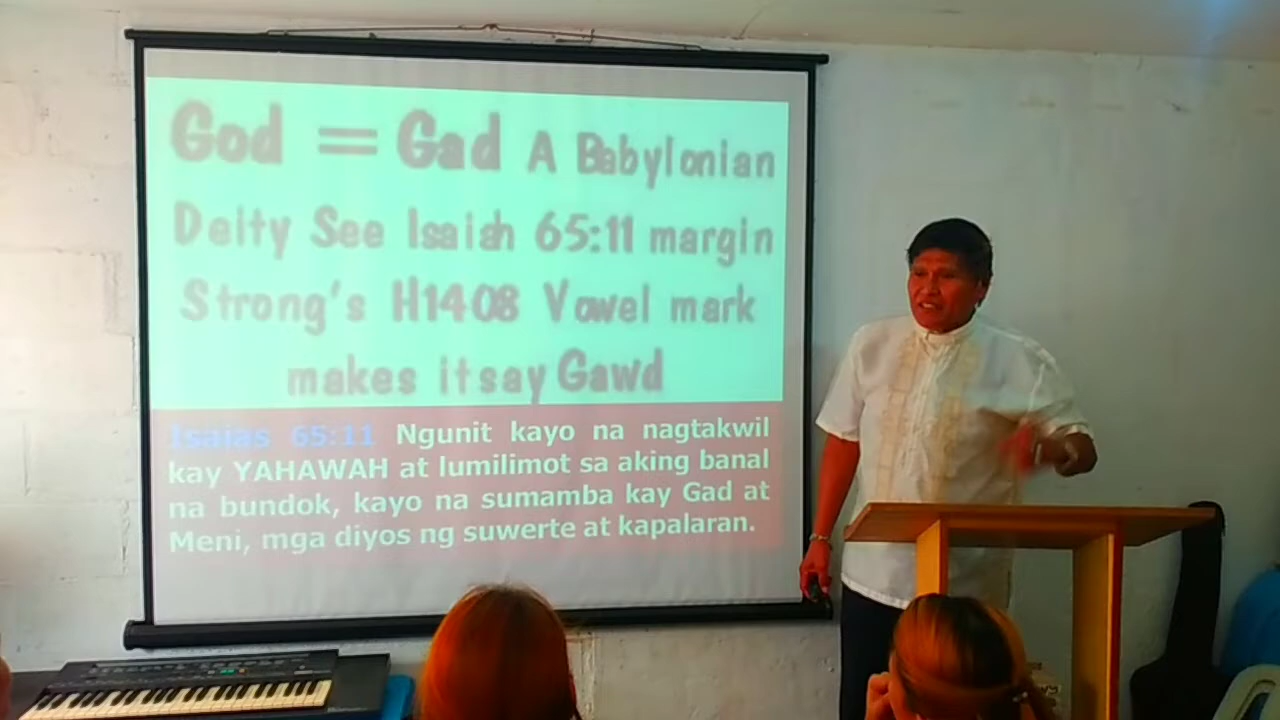 God = Gad A Babylonian
Deity See Isaiah 65:11 margin
Strong's H1408 Vowel mark
makes it say Gawd
Isaias 65:11 Ngunit kayo na nagtakwil
kay YAHAWAH at lumilimot sa aking banal
na bundok, kayo na sumamba kay Gad at
Meni, mga diyos ng suwerte at kapalaran.